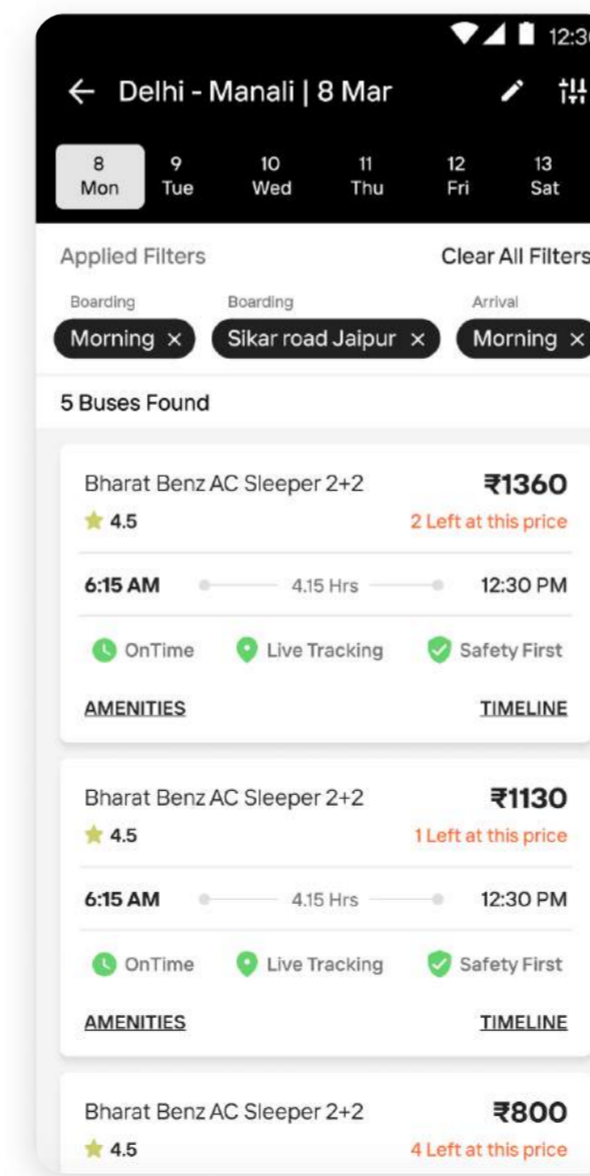 12:30
Delhi - Manali | 8 Mar
8 9 10 11 12 13
Mon Tue Wed Thu Fri Sat
Applied Filters Clear All Filters
Boarding Boarding Arrival
Morning × Sikar road Jaipur × Morning ×
5 Buses Found
Bharat Benz AC Sleeper 2+2 ₹1360
4.5 2 Left at this price
6:15 AM 4.15 Hrs 12:30 PM
OnTime Live Tracking Safety First
AMENITIES TIMELINE
Bharat Benz AC Sleeper 2+2 ₹1130
4.5 1 Left at this price
6:15 AM 4.15 Hrs 12:30 PM
OnTime Live Tracking Safety First
AMENITIES TIMELINE
Bharat Benz AC Sleeper 2+2 ₹800
4.5 4 Left at this price